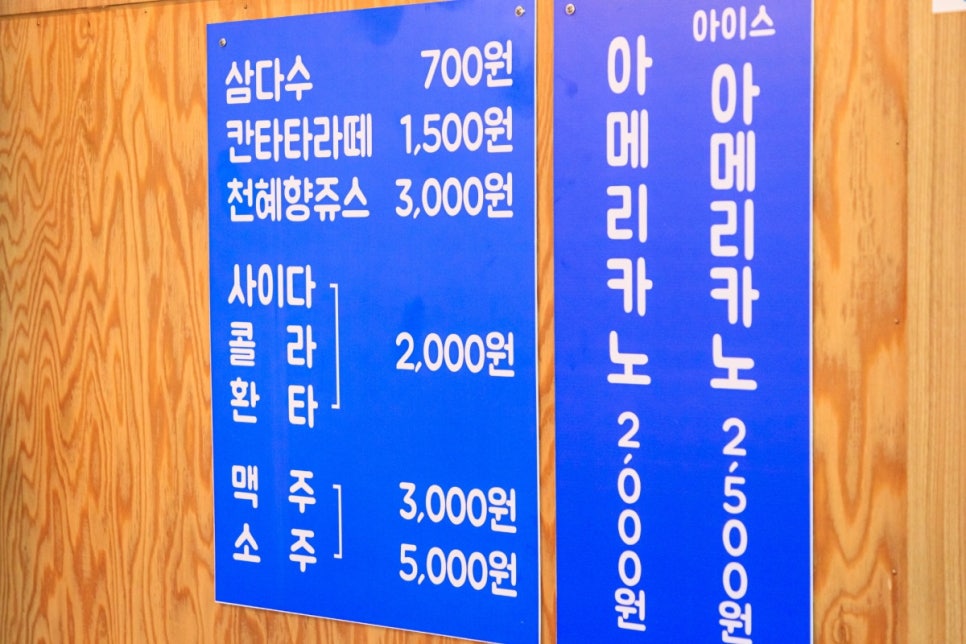 삼다수 700원
칸타타라떼 1,500원
천혜향쥬스 3,000원
사이다
콜라 2,000원
환타
맥주 3,000원
소주 5,000원
아메리카노 2,000원
아이스
아메리카노 2,500원